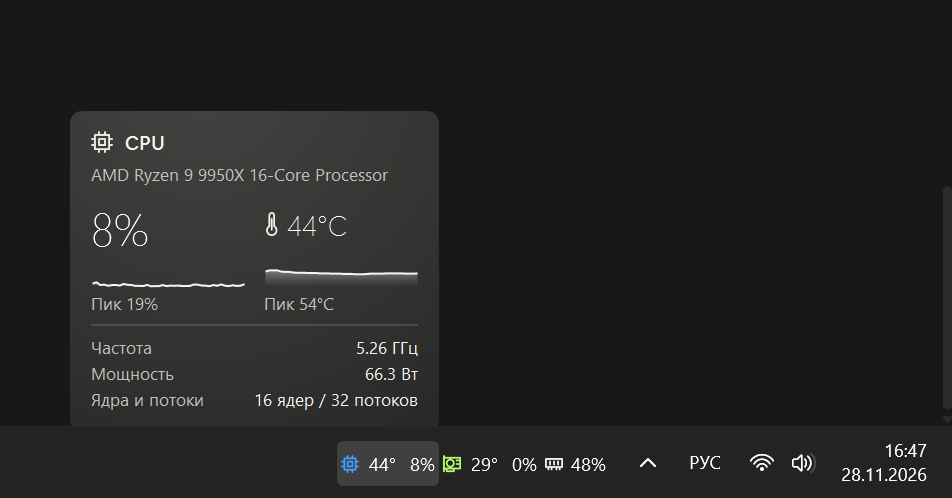 CPU
AMD Ryzen 9 9950X 16-Core Processor
8% 44°C
Пик 19% Пик 54°C
Частота 5.26 ГГц
Мощность 66.3 Вт
Ядра и потоки 16 ядер / 32 потоков
44° 8% 29° 0% 48% РУС 16:47
28.11.2026